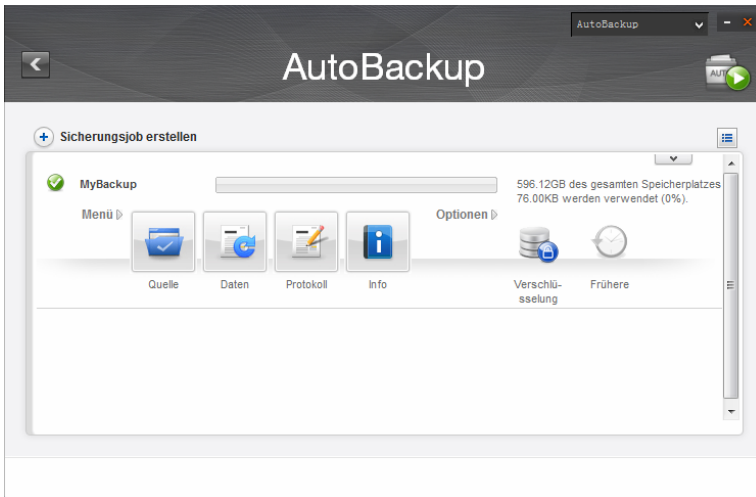 AutoBackup
AutoBackup
AUTO
Sicherungsjob erstellen
MyBackup
596.12GB des gesamten Speicherplatzes
76.00KB werden verwendet (0%).
Menü
Optionen
Quelle
Daten
Protokoll
Info
Verschlü-
sselung
Frühere